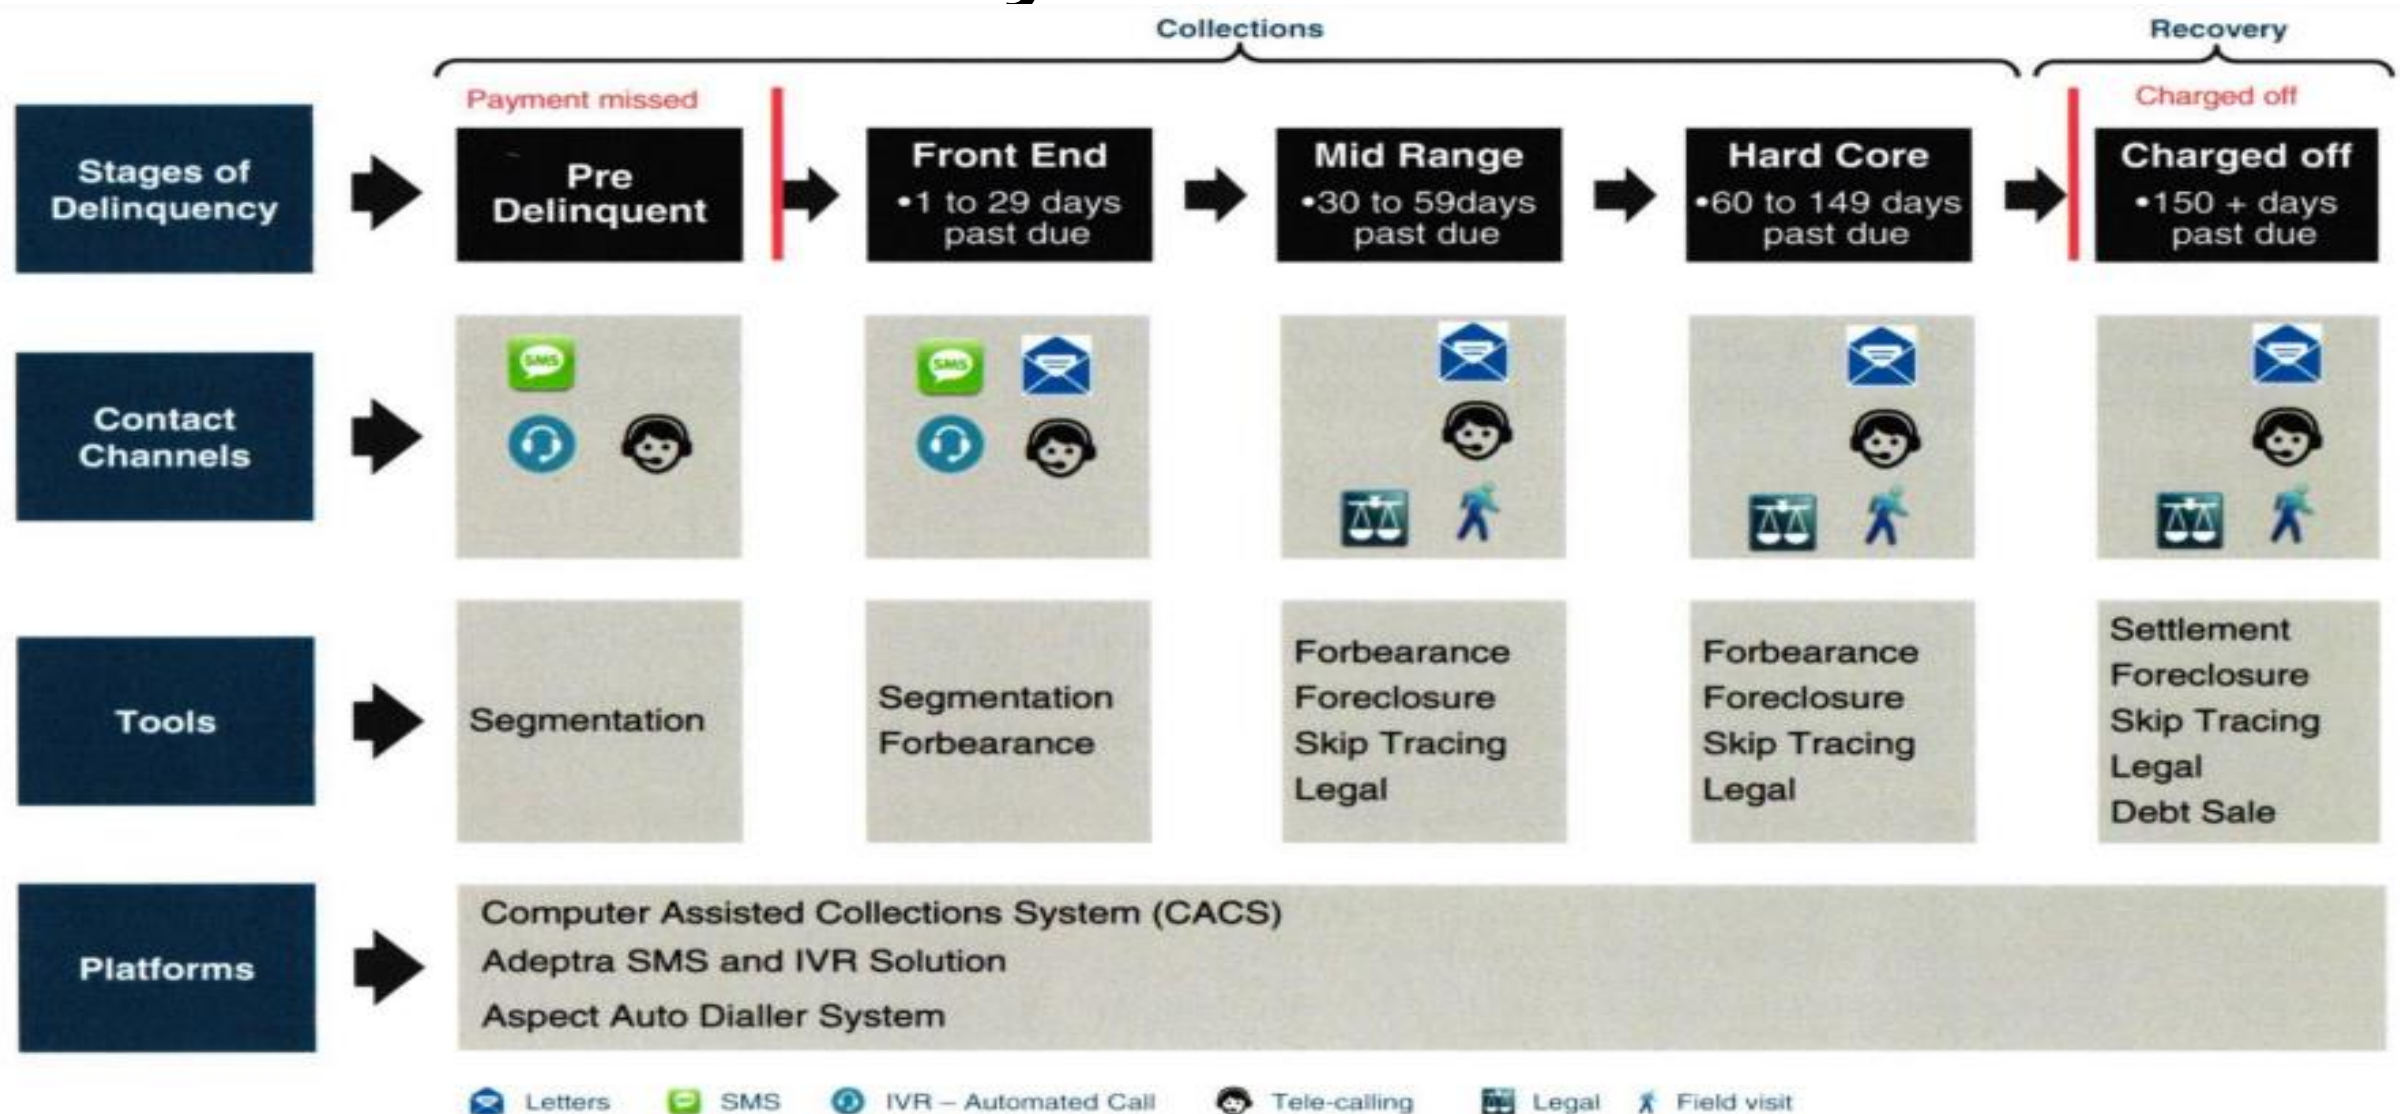 Collections
Recovery
Payment missed
Charged off
Stages of
Delinquency
Pre
Delinquent
Front End
•1 to 29 days
past due
Mid Range
•30 to 59days
past due
Hard Core
•60 to 149 days
past due
Charged off
•150 + days
past due
Contact
Channels
SMS
SMS
Tools
Segmentation
Segmentation
Forbearance
Forbearance
Foreclosure
Skip Tracing
Legal
Forbearance
Foreclosure
Skip Tracing
Legal
Settlement
Foreclosure
Skip Tracing
Legal
Debt Sale
Platforms
Computer Assisted Collections System (CACS)
Adeptra SMS and IVR Solution
Aspect Auto Dialler System
Letters SMS IVR – Automated Call Tele-calling Legal Field visit